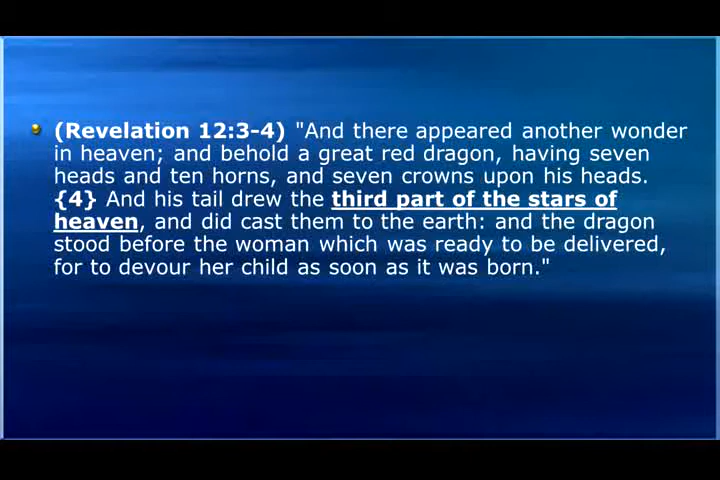 (Revelation 12:3-4) "And there appeared another wonder
in heaven; and behold a great red dragon, having seven
heads and ten horns, and seven crowns upon his heads.
{4} And his tail drew the third part of the stars of
heaven, and did cast them to the earth: and the dragon
stood before the woman which was ready to be delivered,
for to devour her child as soon as it was born."